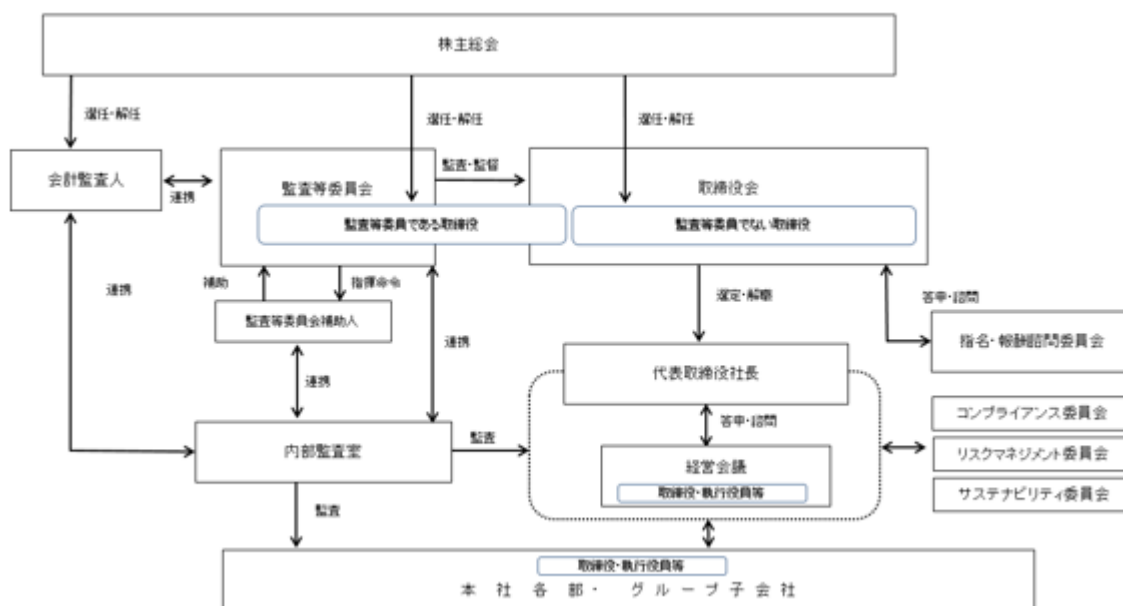 株主総会
選任・解任
選任・解任
選任・解任
会計監査人
連携
監査等委員会
監査・監督
取締役会
監査等委員である取締役
監査等委員でない取締役
連携
補助
指揮命令
連携
選定・解職
答申・諮問
監査等委員会補助人
指名・報酬諮問委員会
連携
代表取締役社長
答申・諮問
コンプライアンス委員会
内部監査室
監査
経営会議
取締役・執行役員等
リスクマネジメント委員会
サステナビリティ委員会
監査
取締役・執行役員等
本社各部・グループ子会社